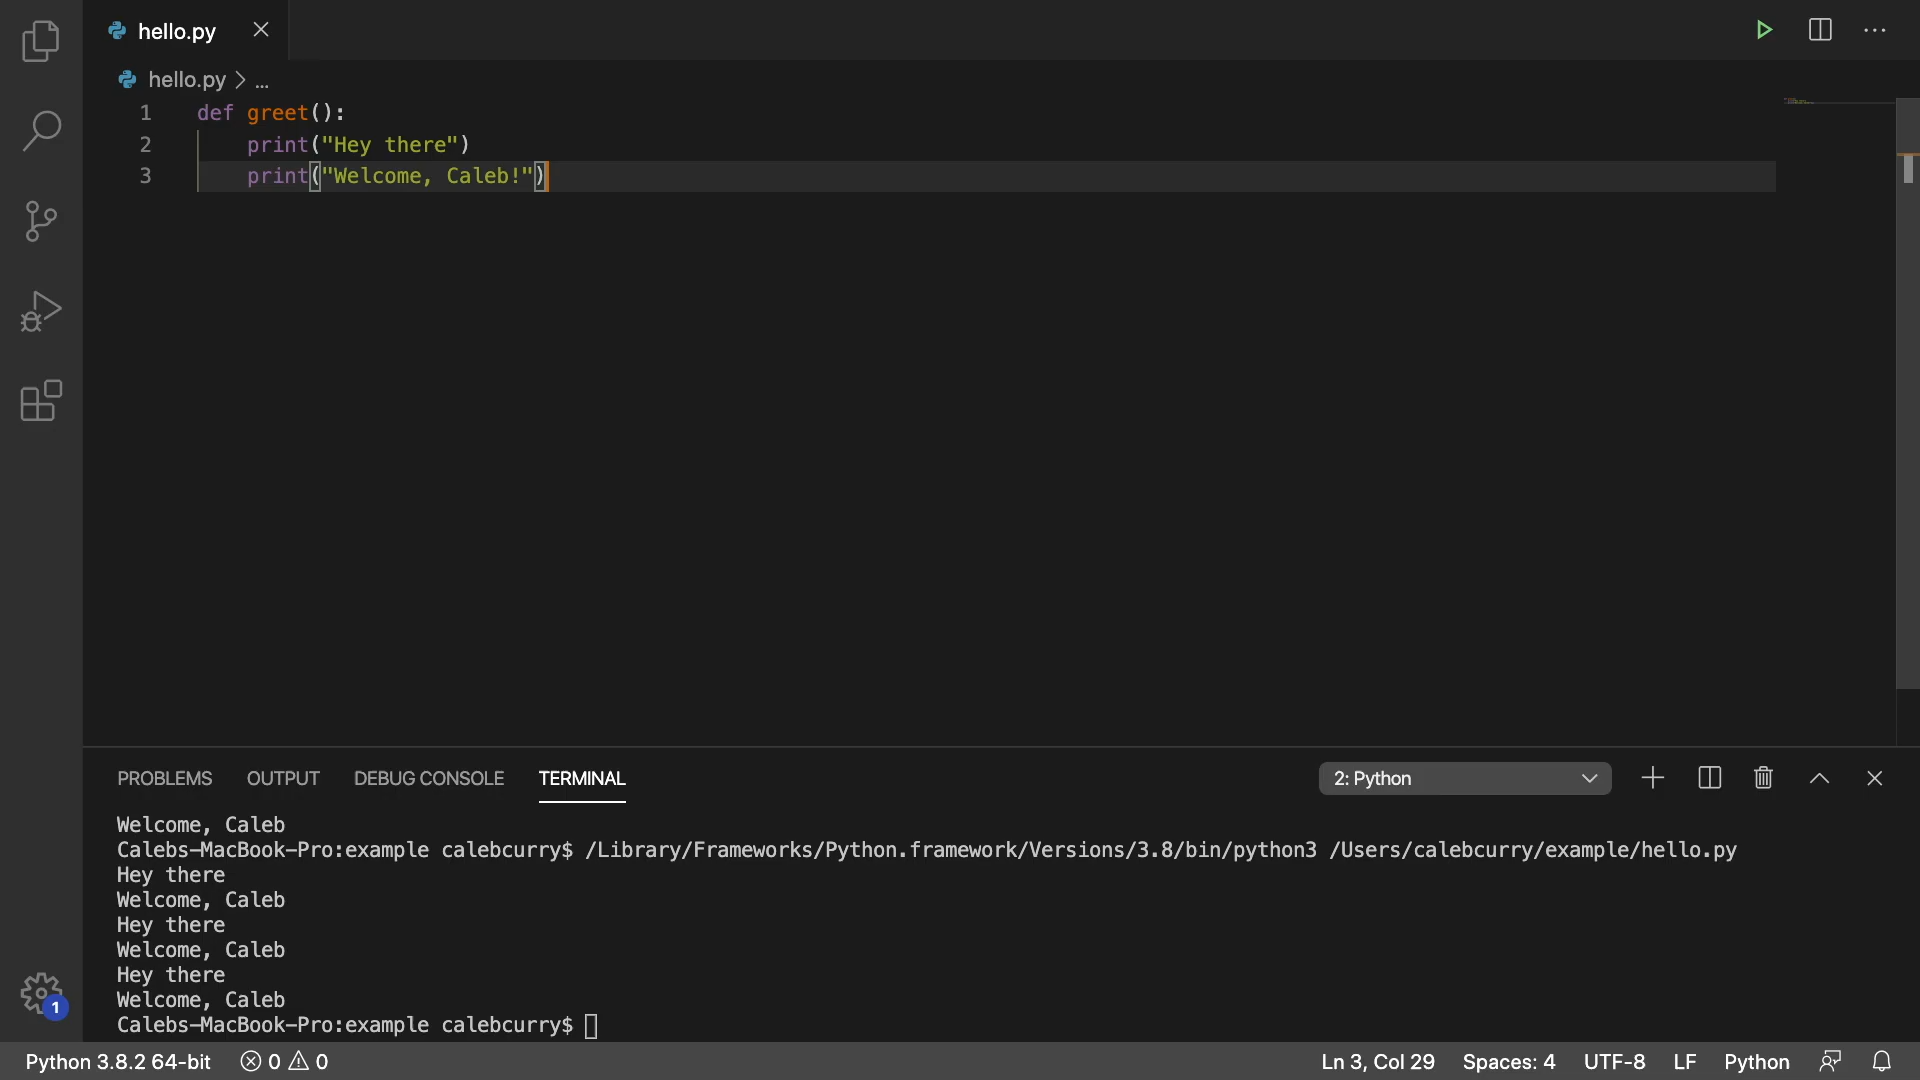 hello.py
hello.py > ...
1 def greet():
2     print("Hey there")
3     print("Welcome, Caleb!")
PROBLEMS OUTPUT DEBUG CONSOLE TERMINAL 2: Python
Welcome, Caleb
Calebs-MacBook-Pro:example calebcurry$ /Library/Frameworks/Python.framework/Versions/3.8/bin/python3 /Users/calebcurry/example/hello.py
Hey there
Welcome, Caleb
Hey there
Welcome, Caleb
Hey there
Welcome, Caleb
Calebs-MacBook-Pro:example calebcurry$
1
Python 3.8.2 64-bit 0 0 Ln 3, Col 29 Spaces: 4 UTF-8 LF Python